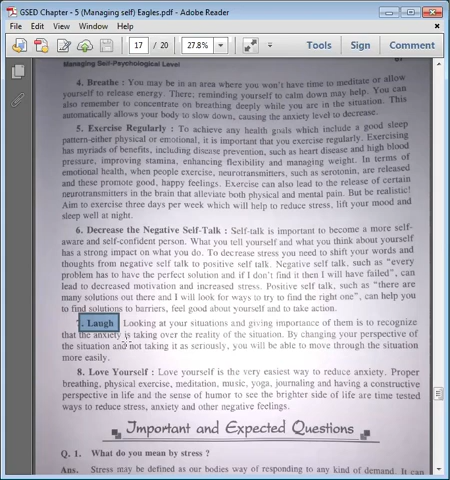 GSED Chapter - 5 (Managing self) Eagles.pdf - Adobe Reader
File Edit View Window Help
17 / 20 27.8% Tools Sign Comment
Managing Self-Psychological Level
4. Breathe : You may be in an area where you won't have time to meditate or allow
yourself to release energy. There, reminding yourself to calm down may help. You can
also remember to concentrate on breathing deeply while you are in the situation. This
automatically allows your body to slow down, causing the anxiety level to decrease.
5. Exercise Regularly : To achieve any health goals which include a good sleep
pattern-either physical or emotional, it is important that you exercise regularly. Exercising
has myriads of benefits, including disease prevention, such as heart disease and high blood
pressure, improving stamina, enhancing flexibility and managing weight. In terms of
emotional health, when people exercise, neurotransmitters, such as serotonin, are released
and these promote good, happy feelings. Exercise can also lead to the release of certain
neurotransmitters in the brain that alleviate both physical and mental pain. But be realistic!
Aim to exercise three days per week which will help to reduce stress, lift your mood and
sleep well at night.
6. Decrease the Negative Self-Talk : Self-talk is important to become a more self-
aware and self-confident person. What you tell yourself and what you think about yourself
has a strong impact on what you do. To decrease stress you need to shift your words and
thoughts from negative self talk to positive self talk. Negative self talk, such as "every
problem has to have the perfect solution and if I don't find it then I will have failed", can
lead to decreased motivation and increased stress. Positive self talk, such as "there are
many solutions out there and I will look for ways to try to find the right one", can help you
to find solutions to barriers, feel good about yourself and to take action.
7. Laugh Looking at your situations and giving importance of them is to recognize
that the anxiety is taking over the reality of the situation. By changing your perspective of
the situation and not taking it as seriously, you will be able to move through the situation
more easily.
8. Love Yourself : Love yourself is the very easiest way to reduce anxiety. Proper
breathing, physical exercise, meditation, music, yoga, journaling and having a constructive
perspective in life and the sense of humor to see the brighter side of life are time tested
ways to reduce stress, anxiety and other negative feelings.
Important and Expected Questions
Q. 1. What do you mean by stress ?
Ans. Stress may be defined as our bodies way of responding to any kind of demand. It can